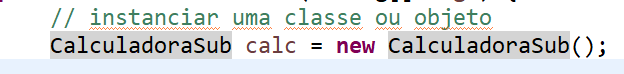 // instanciar uma classe ou objeto
CalculadoraSub calc = new CalculadoraSub();